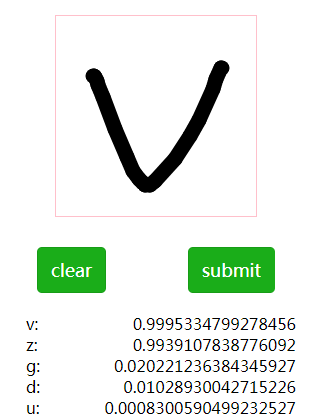 V
clear submit
v: 0.9995334799278456
z: 0.9939107838776092
g: 0.020221236384345927
d: 0.01028930042715226
u: 0.0008300590499232527